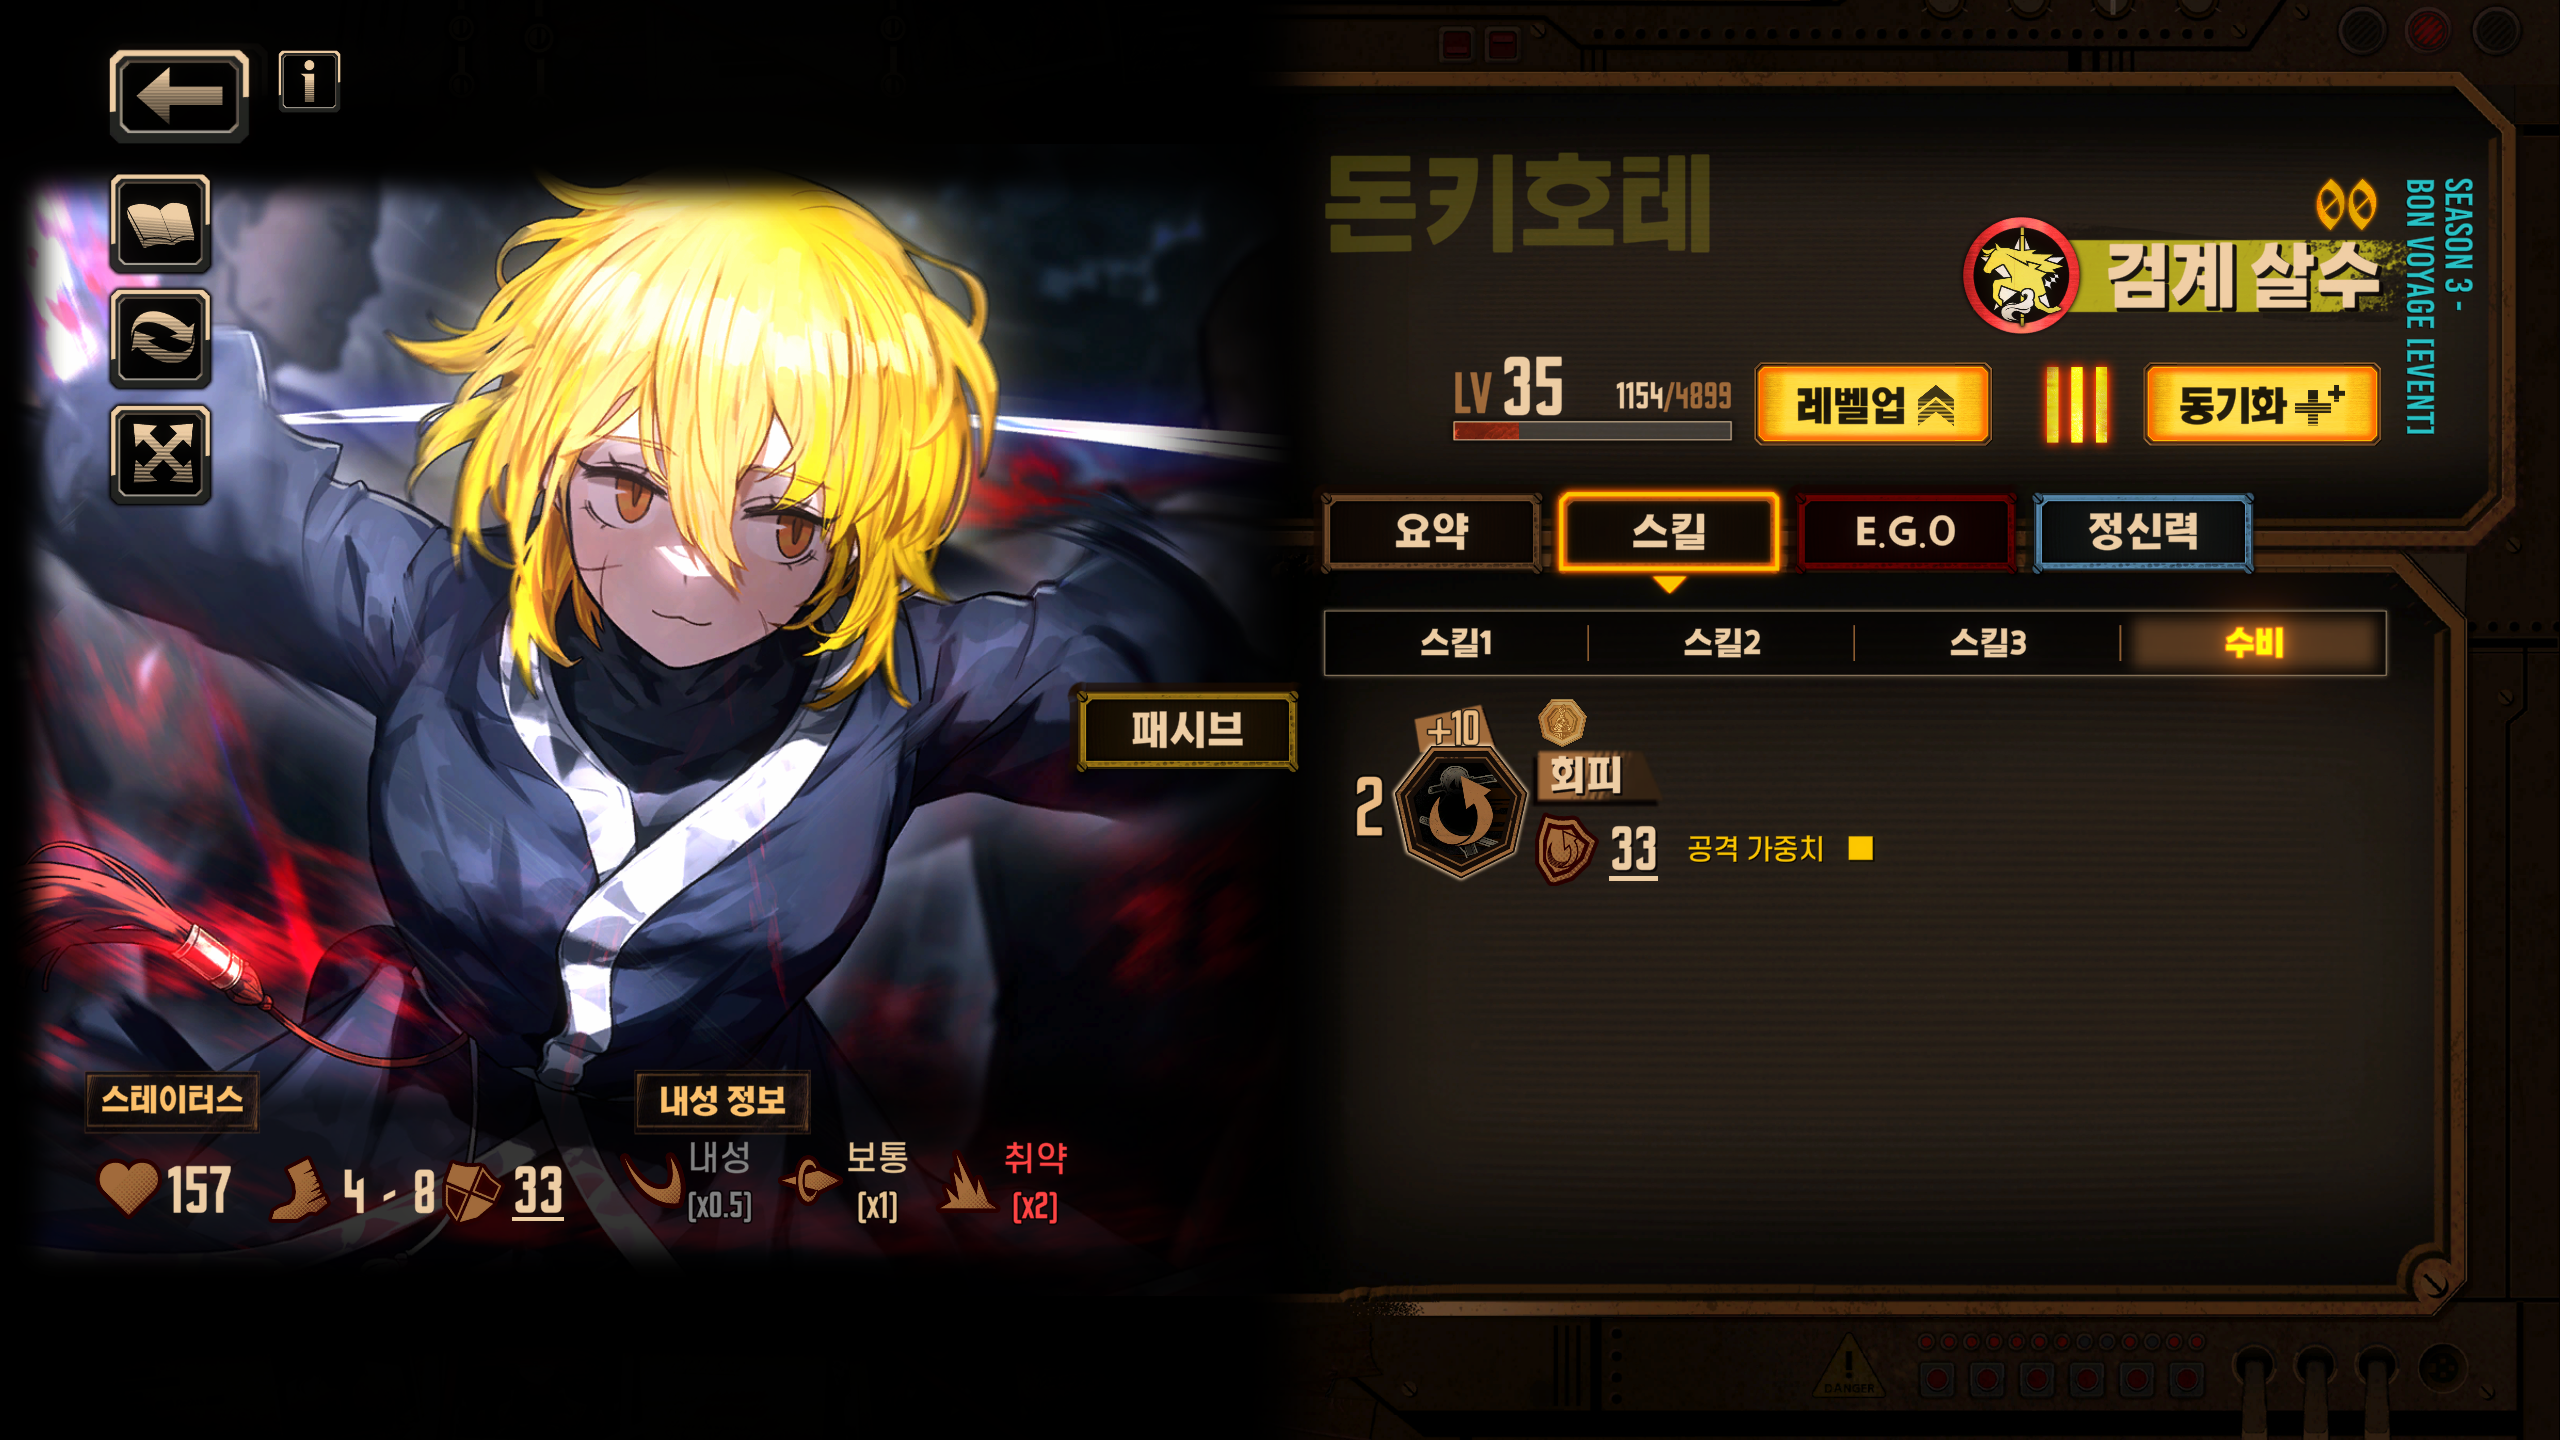 돈키호테
검계 살수
SEASON 3 -
BON VOYAGE [EVENT]
LV 35
1154/4899
레벨업
동기화
요약
스킬
E.G.O
정신력
스킬1
스킬2
스킬3
수비
+10
2
회피
33
공격 가중치
패시브
스테이터스
157
4 - 8
33
내성 정보
내성
[x0.5]
보통
[x1]
취약
[x2]
DANGER